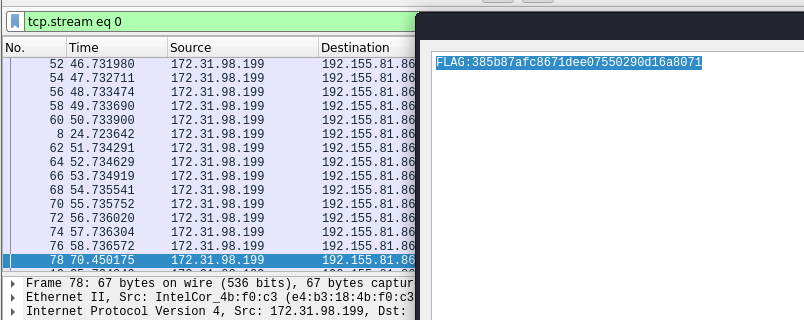 tcp.stream eq 0
No. Time Source Destination
52 46.731980 172.31.98.199 192.155.81.86
54 47.732711 172.31.98.199 192.155.81.86
56 48.733474 172.31.98.199 192.155.81.86
58 49.733690 172.31.98.199 192.155.81.86
60 50.733900 172.31.98.199 192.155.81.86
8 24.723642 172.31.98.199 192.155.81.86
62 51.734291 172.31.98.199 192.155.81.86
64 52.734629 172.31.98.199 192.155.81.86
66 53.734919 172.31.98.199 192.155.81.86
68 54.735541 172.31.98.199 192.155.81.86
70 55.735752 172.31.98.199 192.155.81.86
72 56.736020 172.31.98.199 192.155.81.86
74 57.736304 172.31.98.199 192.155.81.86
76 58.736572 172.31.98.199 192.155.81.86
78 70.450175 172.31.98.199 192.155.81.86
Frame 78: 67 bytes on wire (536 bits), 67 bytes captur
Ethernet II, Src: IntelCor_4b:f0:c3 (e4:b3:18:4b:f0:c3
Internet Protocol Version 4, Src: 172.31.98.199, Dst:
FLAG:385b87afc8671dee07550290d16a8071